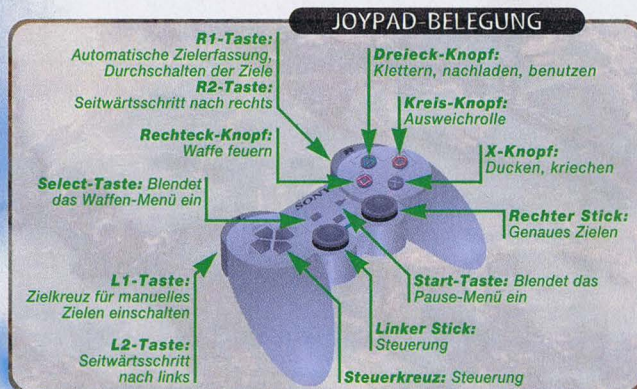 JOYPAD-BELEGUNG
R1-Taste:
Automatische Zielerfassung,
Durchschalten der Ziele
R2-Taste:
Seitwärtsschritt nach rechts
Rechteck-Knopf:
Waffe feuern
Select-Taste: Blendet
das Waffen-Menü ein
L1-Taste:
Zielkreuz für manuelles
Zielen einschalten
L2-Taste:
Seitwärtsschritt
nach links
Dreieck-Knopf:
Klettern, nachladen, benutzen
Kreis-Knopf:
Ausweichrolle
X-Knopf:
Ducken, kriechen
Rechter Stick:
Genaues Zielen
Start-Taste: Blendet das
Pause-Menü ein
Linker Stick:
Steuerung
Steuerkreuz: Steuerung
SONY
R
L